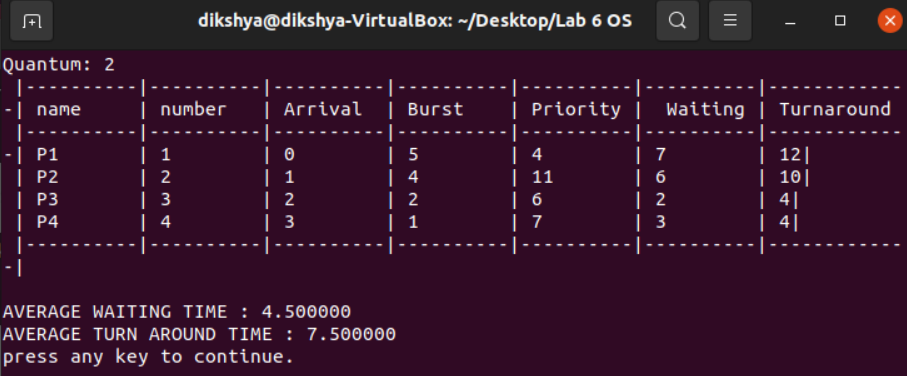 dikshya@dikshya-VirtualBox: ~/Desktop/Lab 6 OS
Quantum: 2
 |----------|----------|----------|----------|----------|----------|------------
-| name     | number   | Arrival  | Burst    | Priority |  Waiting | Turnaround
 |----------|----------|----------|----------|----------|----------|------------
-| P1       | 1        | 0        | 5        | 4        | 7        | 12|
 | P2       | 2        | 1        | 4        | 11       | 6        | 10|
 | P3       | 3        | 2        | 2        | 6        | 2        | 4|
 | P4       | 4        | 3        | 1        | 7        | 3        | 4|
 |----------|----------|----------|----------|----------|----------|------------
-|
AVERAGE WAITING TIME : 4.500000
AVERAGE TURN AROUND TIME : 7.500000
press any key to continue.